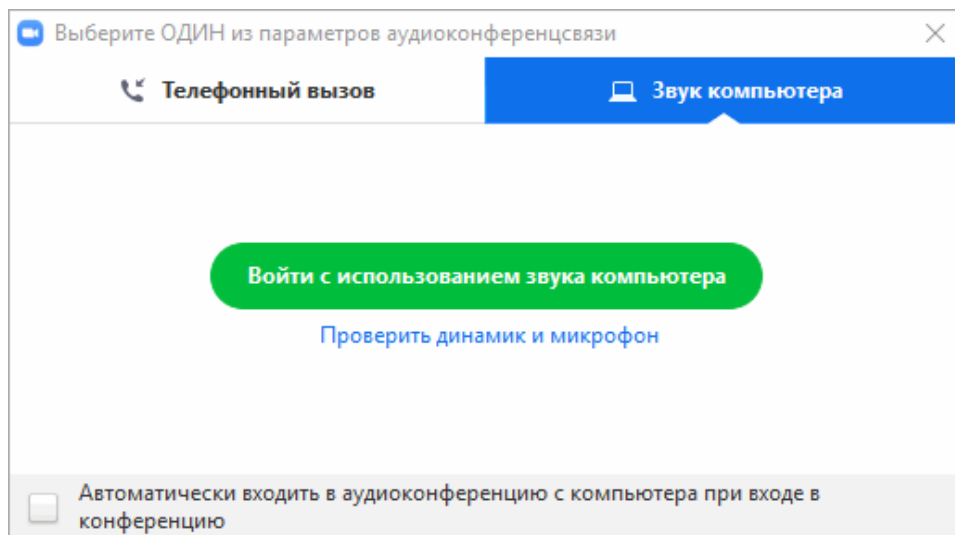 Выберите ОДИН из параметров аудиоконференцсвязи
Телефонный вызов
Звук компьютера
Войти с использованием звука компьютера
Проверить динамик и микрофон
Автоматически входить в аудиоконференцию с компьютера при входе в
конференцию